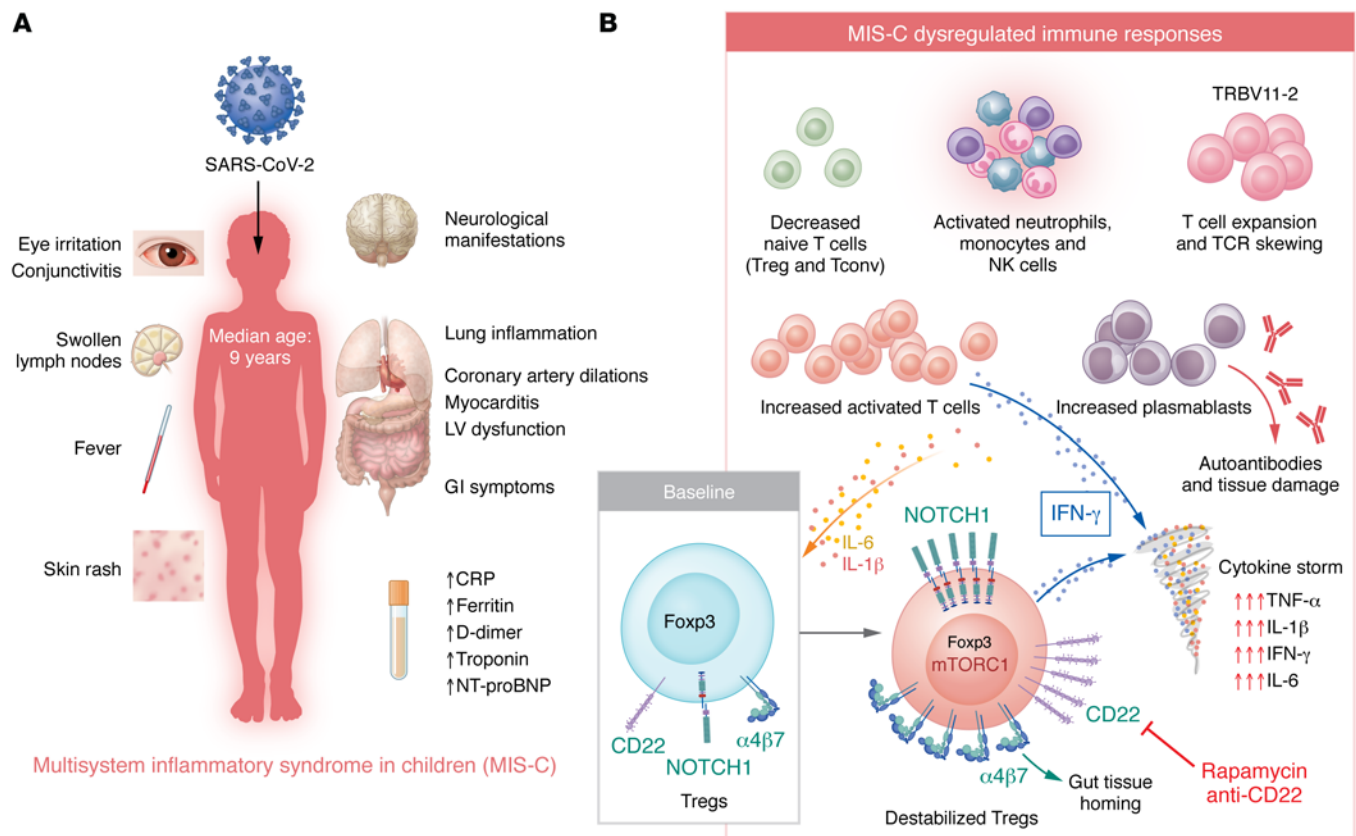 A
SARS-CoV-2
Eye irritation
Conjunctivitis
Neurological
manifestations
Swollen
lymph nodes
Median age:
9 years
Lung inflammation
Coronary artery dilations
Myocarditis
LV dysfunction
Fever
GI symptoms
Skin rash
↑CRP
↑Ferritin
↑D-dimer
↑Troponin
↑NT-proBNP
Multisystem inflammatory syndrome in children (MIS-C)
B
MIS-C dysregulated immune responses
Decreased
naive T cells
(Treg and Tconv)
Activated neutrophils,
monocytes and
NK cells
TRBV11-2
T cell expansion
and TCR skewing
Increased activated T cells
Increased plasmablasts
Autoantibodies
and tissue damage
Baseline
Foxp3
CD22
NOTCH1
α4β7
Tregs
IL-6
IL-1β
NOTCH1
IFN-γ
Foxp3
mTORC1
CD22
α4β7
Gut tissue
homing
Destabilized Tregs
Cytokine storm
↑↑↑TNF-α
↑↑↑IL-1β
↑↑↑IFN-γ
↑↑↑IL-6
Rapamycin
anti-CD22